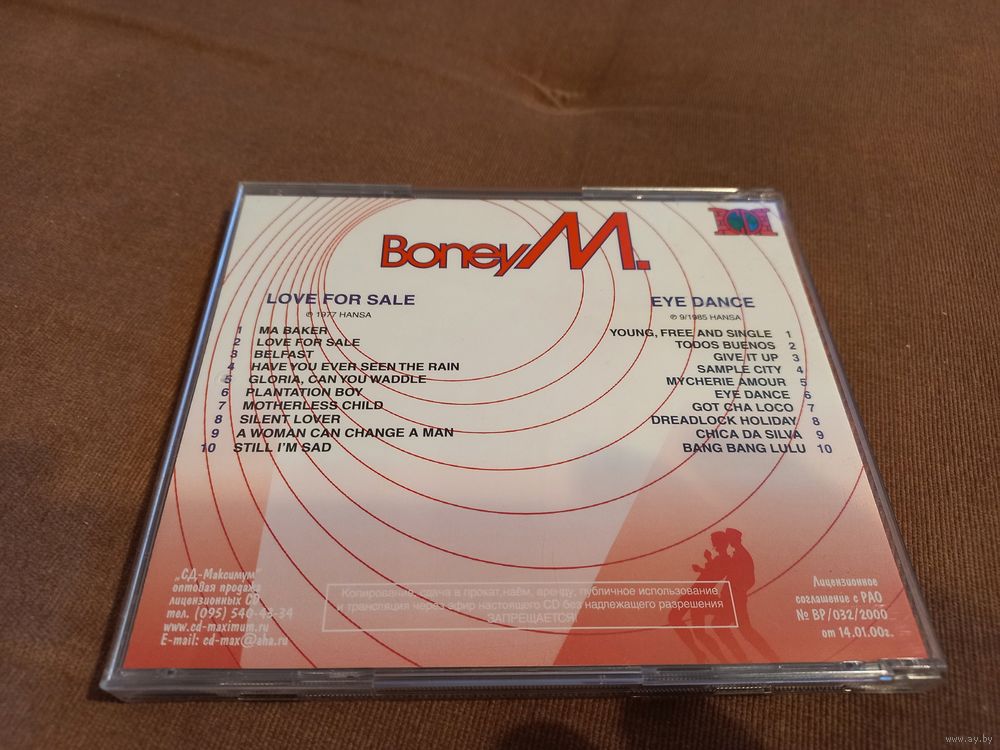 Boney M.
LOVE FOR SALE
℗ 1977 HANSA
1 MA BAKER
2 LOVE FOR SALE
3 BELFAST
4 HAVE YOU EVER SEEN THE RAIN
5 GLORIA, CAN YOU WADDLE
6 PLANTATION BOY
7 MOTHERLESS CHILD
8 SILENT LOVER
9 A WOMAN CAN CHANGE A MAN
10 STILL I'M SAD
EYE DANCE
℗ 9/1985 HANSA
YOUNG, FREE AND SINGLE 1
TODOS BUENOS 2
GIVE IT UP 3
SAMPLE CITY 4
MYCHERIE AMOUR 5
EYE DANCE 6
GOT CHA LOCO 7
DREADLOCK HOLIDAY 8
CHICA DA SILVA 9
BANG BANG LULU 10
„СД-Максимум"
оптовая продажа
лицензионных CD
тел. (095) 540-43-34
www.cd-maximum.ru
E-mail: cd-max@aha.ru
Копирование, сдача в прокат,наём, аренду, публичное использование
и трансляция через эфир настоящего CD без надлежащего разрешения
ЗАПРЕЩАЕТСЯ!
Лицензионное
соглашение с РАО
№ ВР/032/2000
от 14.01.00г.
www.ay.by